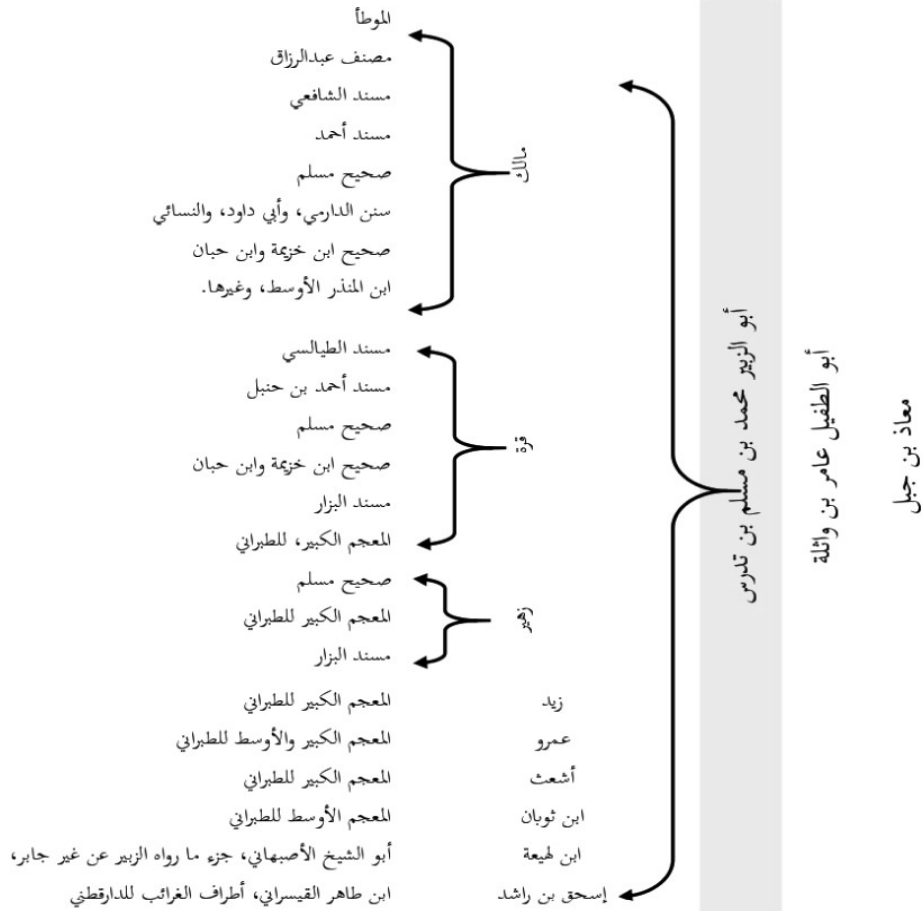 معاذ بن جبل
أبو الطفيل عامر بن واثلة
أبو الزبير محمد بن مسلم بن تدرس
مالك
الموطأ
مصنف عبدالرزاق
مسند الشافعي
مسند أحمد
صحيح مسلم
سنن الدارمي، وأبي داود، والنسائي
صحيح ابن خزيمة وابن حبان
ابن المنذر الأوسط، وغيرها.
قرة
مسند الطيالسي
مسند أحمد بن حنبل
صحيح مسلم
صحيح ابن خزيمة وابن حبان
مسند البزار
المعجم الكبير، للطبراني
زهير
صحيح مسلم
المعجم الكبير للطبراني
مسند البزار
زيد المعجم الكبير للطبراني
عمرو المعجم الكبير والأوسط للطبراني
أشعث المعجم الكبير للطبراني
ابن ثوبان المعجم الأوسط للطبراني
ابن لهيعة أبو الشيخ الأصبهاني، جزء ما رواه الزبير عن غير جابر،
إسحق بن راشد ابن طاهر القيسراني، أطراف الغرائب للدارقطني